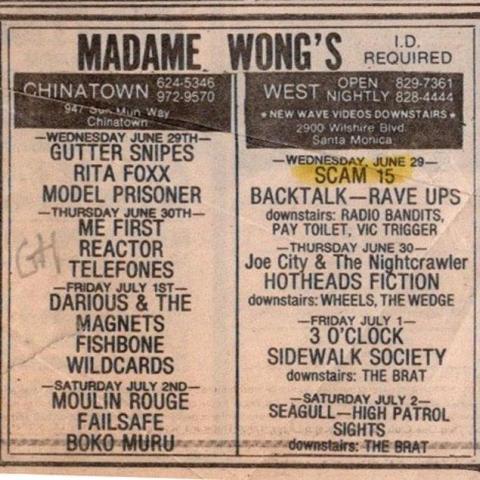 MADAME WONG'S
I.D. REQUIRED
CHINATOWN 624-5346
972-9570
947 Sun Mun Way
Chinatown
—WEDNESDAY JUNE 29TH—
GUTTER SNIPES
RITA FOXX
MODEL PRISONER
—THURSDAY JUNE 30TH—
ME FIRST
REACTOR
TELEFONES
—FRIDAY JULY 1ST—
DARIOUS & THE
MAGNETS
FISHBONE
WILDCARDS
—SATURDAY JULY 2ND—
MOULIN ROUGE
FAILSAFE
BOKO MURU
GH
WEST OPEN NIGHTLY 829-7361
828-4444
★ NEW WAVE VIDEOS DOWNSTAIRS ★
2900 Wilshire Blvd.
Santa Monica
—WEDNESDAY, JUNE 29—
SCAM 15
BACKTALK—RAVE UPS
downstairs: RADIO BANDITS,
PAY TOILET, VIC TRIGGER
—THURSDAY JUNE 30—
Joe City & The Nightcrawler
HOTHEADS FICTION
downstairs: WHEELS, THE WEDGE
—FRIDAY JULY 1—
3 O'CLOCK
SIDEWALK SOCIETY
downstairs: THE BRAT
—SATURDAY JULY 2—
SEAGULL—HIGH PATROL
SIGHTS
downstairs: THE BRAT